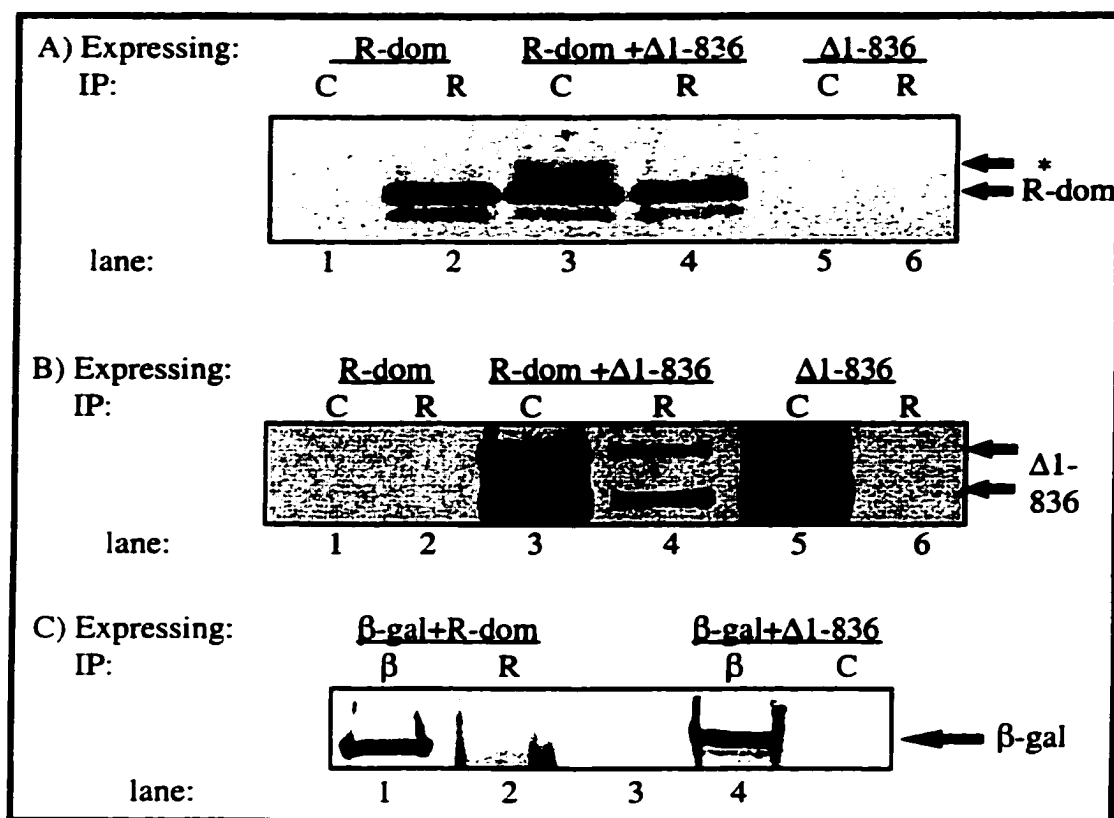 A) Expressing: R-dom R-dom +Δ1-836 Δ1-836
IP: C R C R C R
*
R-dom
lane: 1 2 3 4 5 6
B) Expressing: R-dom R-dom +Δ1-836 Δ1-836
IP: C R C R C R
Δ1-
836
lane: 1 2 3 4 5 6
C) Expressing: β-gal+R-dom β-gal+Δ1-836
IP: β R β C
β-gal
lane: 1 2 3 4